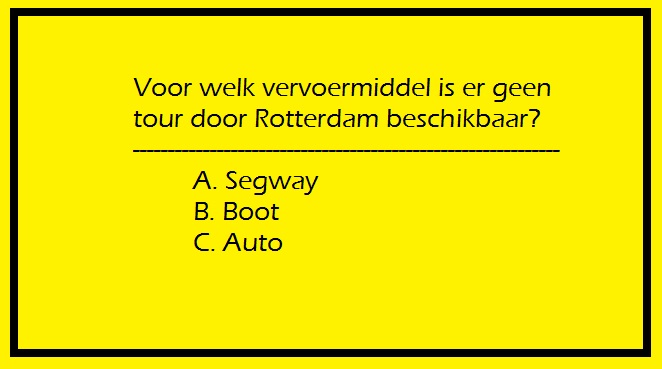 Voor welk vervoermiddel is er geen
tour door Rotterdam beschikbaar?
------------------------------------------------------------
A. Segway
B. Boot
C. Auto